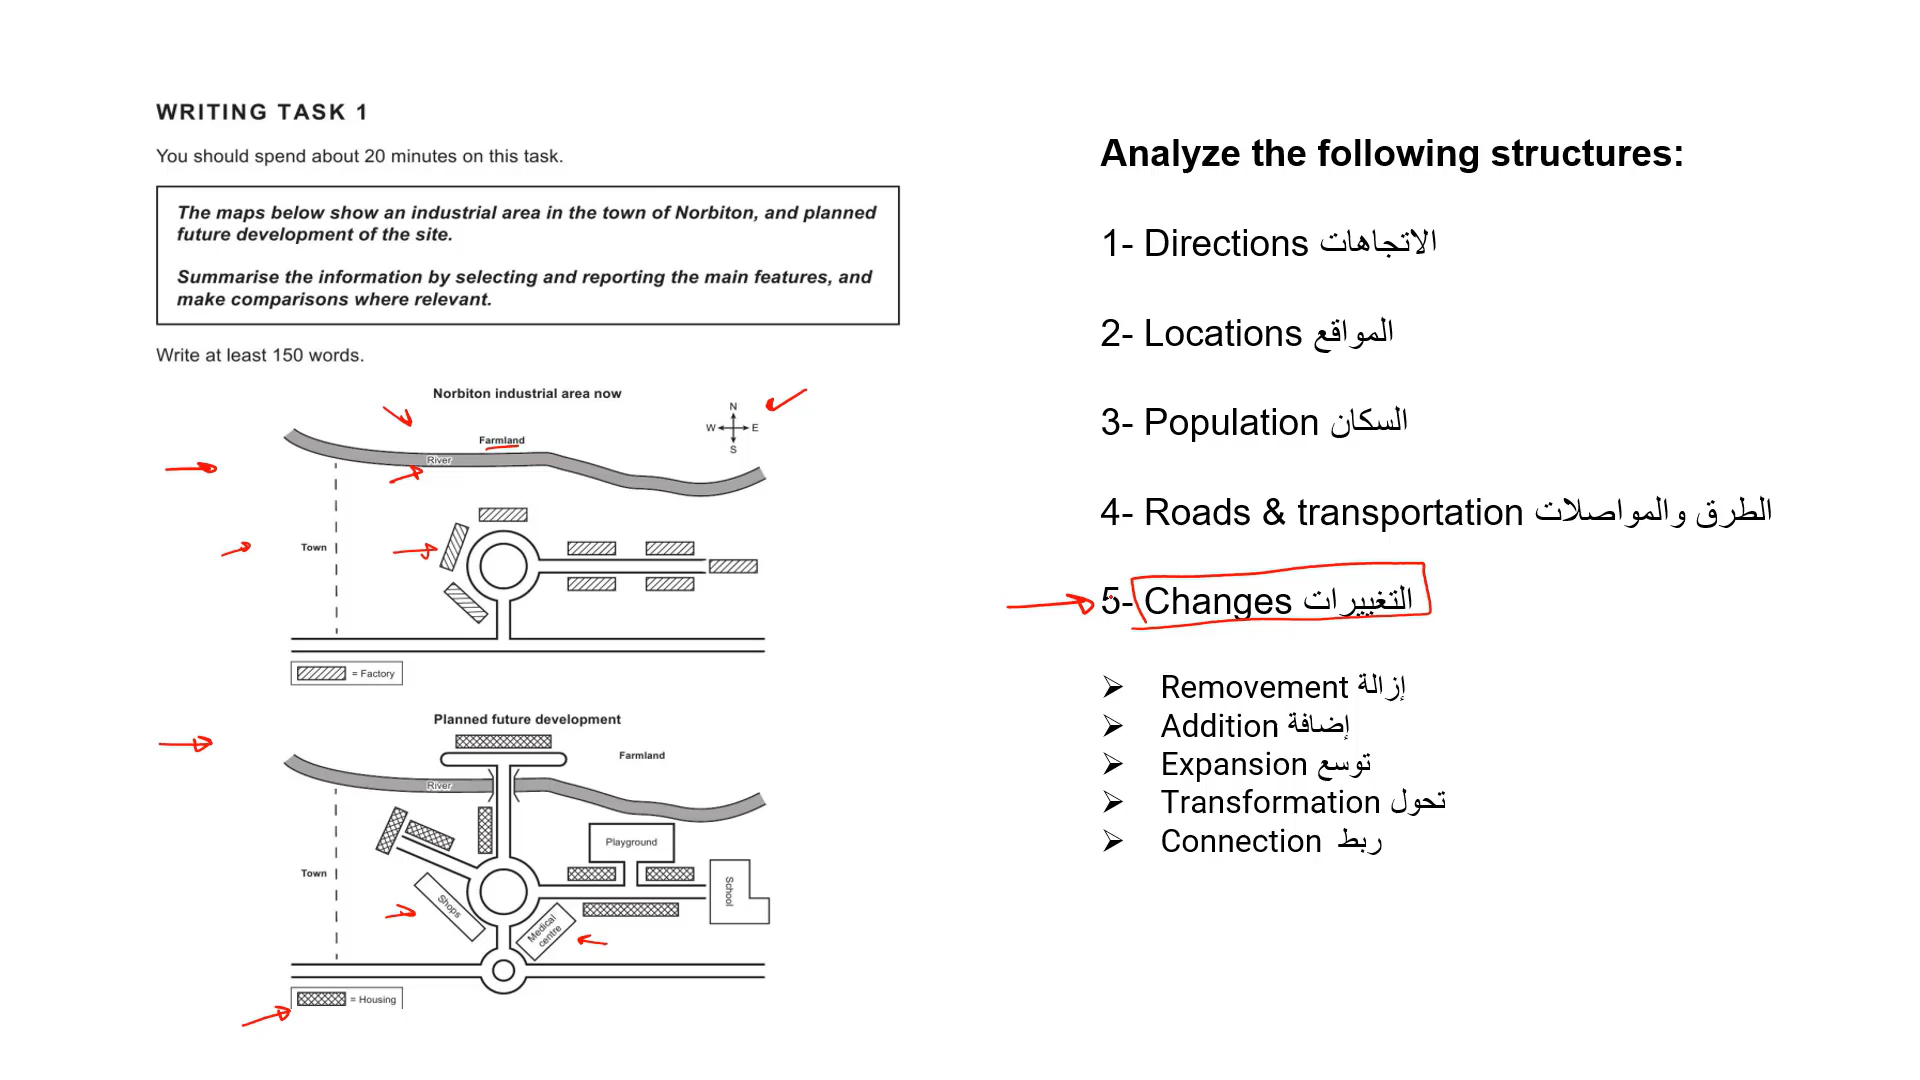 WRITING TASK 1
You should spend about 20 minutes on this task.
The maps below show an industrial area in the town of Norbiton, and planned
future development of the site.
Summarise the information by selecting and reporting the main features, and
make comparisons where relevant.
Write at least 150 words.
Norbiton industrial area now
N
W E
S
Farmland
River
Town
= Factory
Planned future development
Farmland
River
Playground
Town
School
Shops
Medical
centre
= Housing
Analyze the following structures:
1- Directions الاتجاهات
2- Locations المواقع
3- Population السكان
4- Roads & transportation الطرق والمواصلات
5- Changes التغييرات
➢ Removement إزالة
➢ Addition إضافة
➢ Expansion توسع
➢ Transformation تحول
➢ Connection ربط